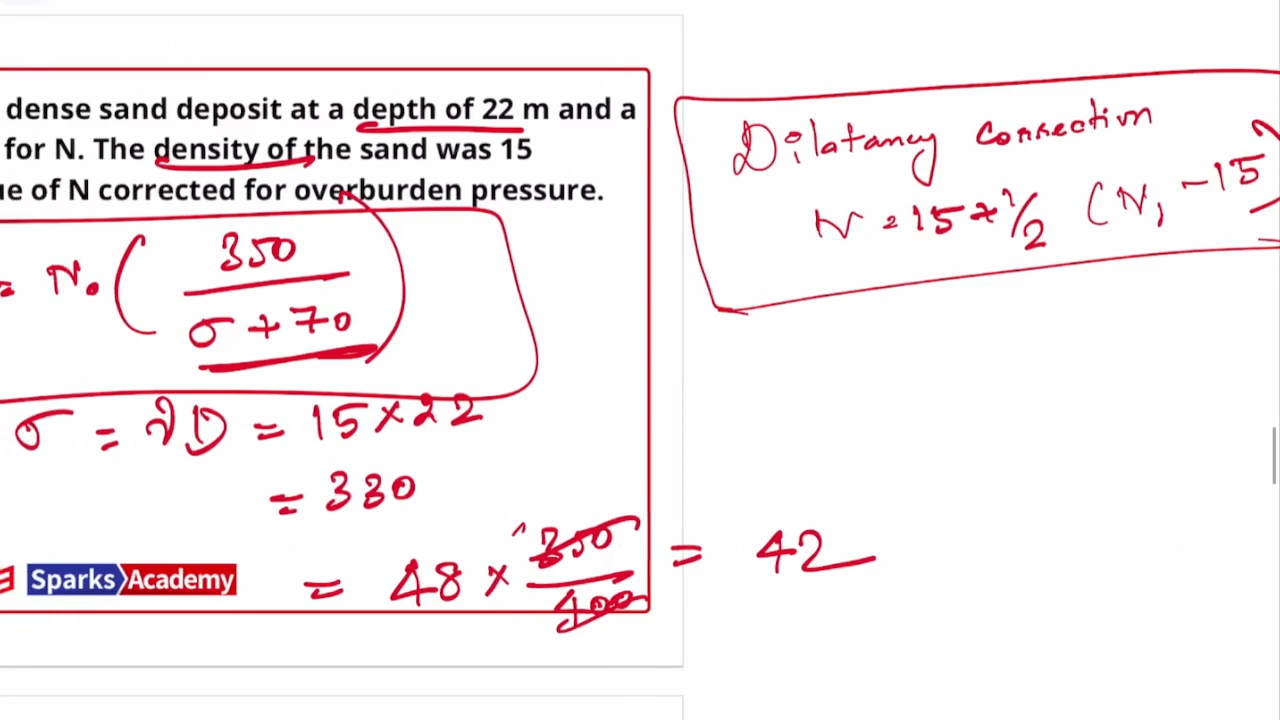 dense sand deposit at a depth of 22 m and a
for N. The density of the sand was 15
ue of N corrected for overburden pressure.
= N₀ ( 350 / σ + 70 )
σ = γD = 15 × 22
= 330
= 48 × 350 / 400 = 42
Sparks Academy
Dilatancy correction
N = 15 + 1/2 (N₁ - 15)